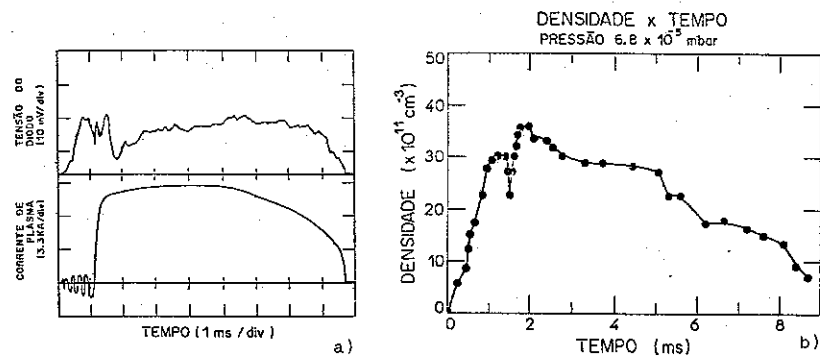 TENSÃO DO
DIODO
(10 mV/div)
CORRENTE DE
PLASMA
(3.3KA/div)
TEMPO (1 ms / div)
a)
DENSIDADE x TEMPO
PRESSÃO 6.8 x 10⁻⁵ mbar
DENSIDADE (x 10¹¹ cm⁻³)
50
40
30
20
10
0
0 2 4 6 8
TEMPO (ms)
b)